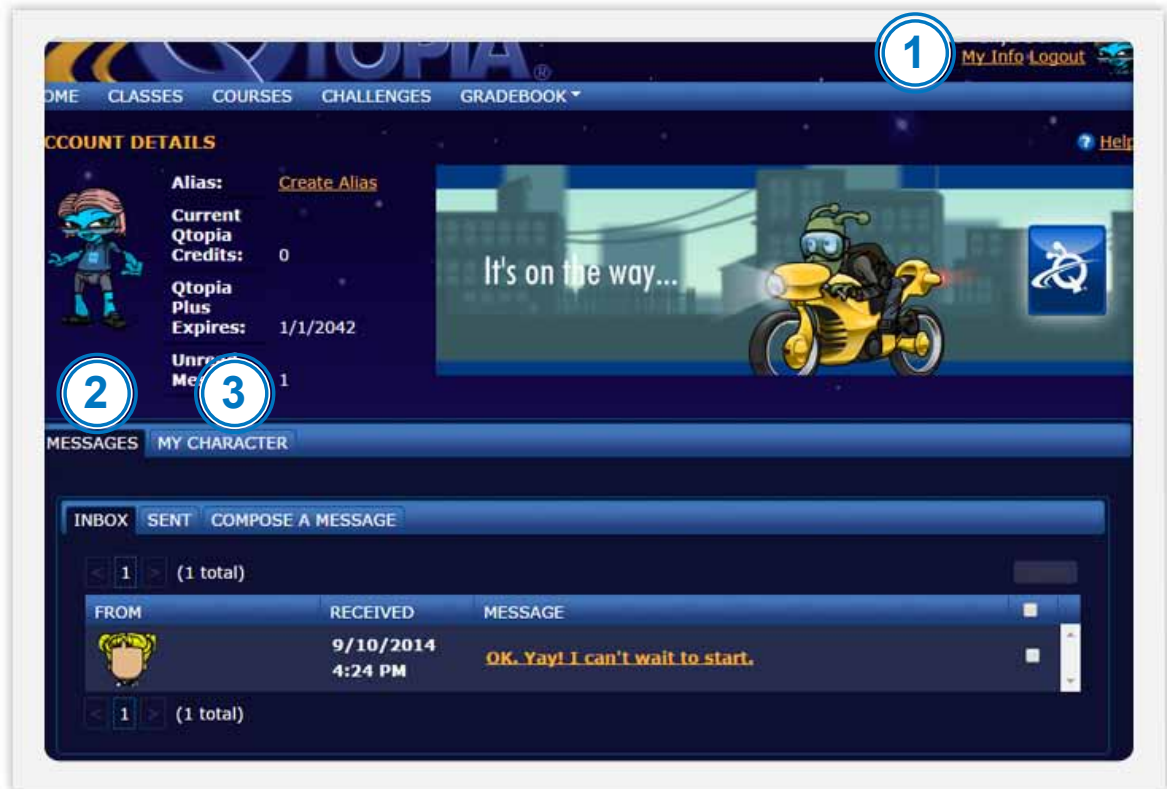 QTOPIA®
1
My Info Logout
OME CLASSES COURSES CHALLENGES GRADEBOOK
CCOUNT DETAILS
Help
Alias: Create Alias
Current
Qtopia
Credits: 0
Qtopia
Plus
Expires: 1/1/2042
It's on the way...
Q
2
3
1
MESSAGES MY CHARACTER
INBOX SENT COMPOSE A MESSAGE
< 1 > (1 total)
FROM RECEIVED MESSAGE
9/10/2014
4:24 PM
OK. Yay! I can't wait to start.
< 1 > (1 total)